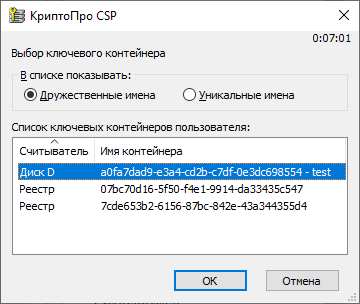 КриптоПро CSP
0:07:01
Выбор ключевого контейнера
В списке показывать:
Дружественные имена Уникальные имена
Список ключевых контейнеров пользователя:
Считыватель Имя контейнера
Диск D a0fa7dad9-e3a4-cd2b-c7df-0e3dc698554 - test
Реестр 07bc70d16-5f50-f4e1-9914-da33435c547
Реестр 7cde653b2-6156-87bc-842e-43a344355d4
ОК Отмена